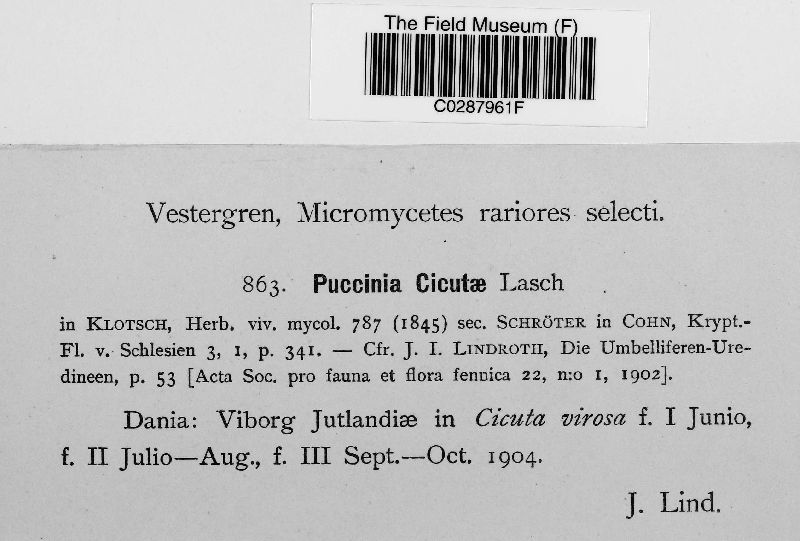 The Field Museum (F)
C0287961F
Vestergren, Micromycetes rariores selecti.
863. Puccinia Cicutæ Lasch
in KLOTSCH, Herb. viv. mycol. 787 (1845) sec. SCHRÖTER in COHN, Krypt.-
Fl. v. Schlesien 3, 1, p. 341. — Cfr. J. I. LINDROTH, Die Umbelliferen-Ure-
dineen, p. 53 [Acta Soc. pro fauna et flora fennica 22, n:o 1, 1902].
Dania: Viborg Jutlandiæ in Cicuta virosa f. I Junio,
f. II Julio—Aug., f. III Sept.—Oct. 1904.
J. Lind.